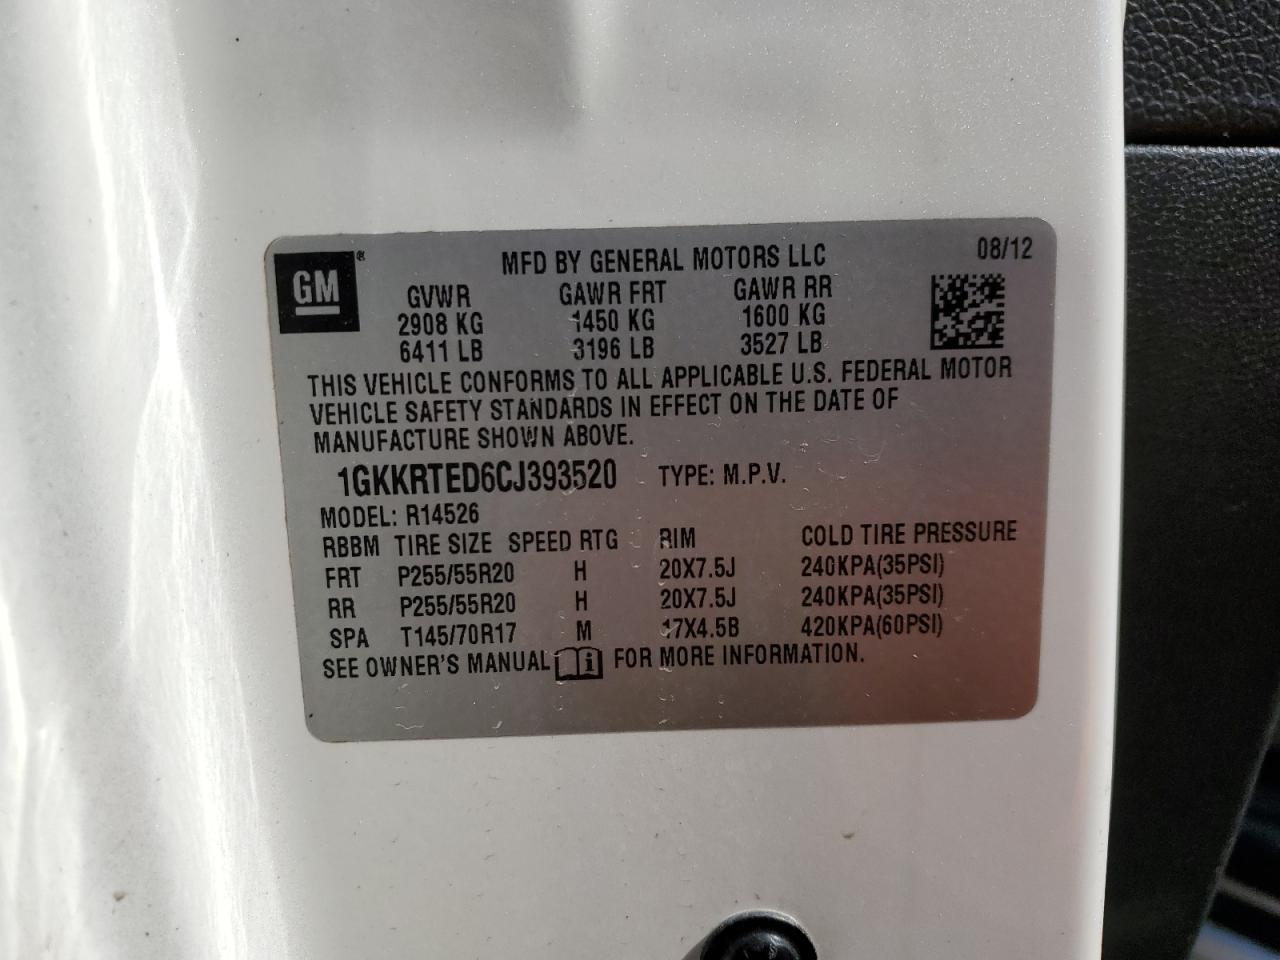 GM ®
MFD BY GENERAL MOTORS LLC 08/12
GVWR GAWR FRT GAWR RR
2908 KG 1450 KG 1600 KG
6411 LB 3196 LB 3527 LB
THIS VEHICLE CONFORMS TO ALL APPLICABLE U.S. FEDERAL MOTOR
VEHICLE SAFETY STANDARDS IN EFFECT ON THE DATE OF
MANUFACTURE SHOWN ABOVE.
1GKKRTED6CJ393520 TYPE: M.P.V.
MODEL: R14526
RBBM TIRE SIZE SPEED RTG RIM COLD TIRE PRESSURE
FRT P255/55R20 H 20X7.5J 240KPA(35PSI)
RR P255/55R20 H 20X7.5J 240KPA(35PSI)
SPA T145/70R17 M 17X4.5B 420KPA(60PSI)
SEE OWNER'S MANUAL FOR MORE INFORMATION.